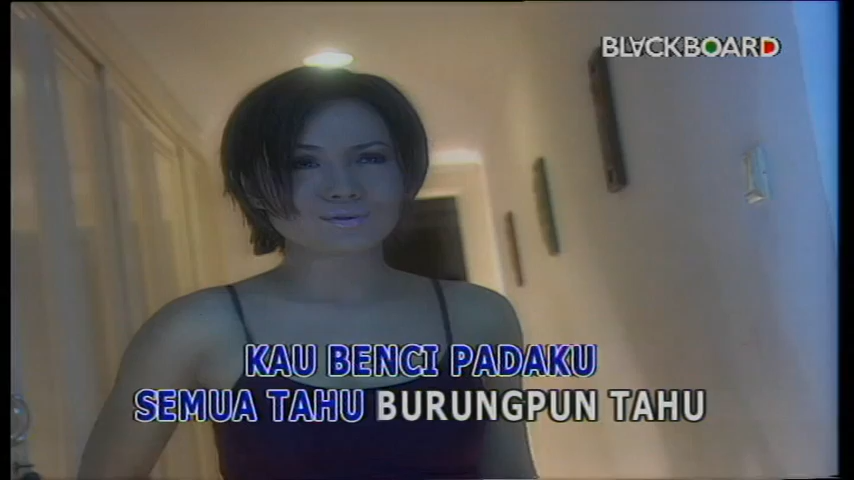 BLACKBOARD
KAU BENCI PADAKU
SEMUA TAHU BURUNGPUN TAHU